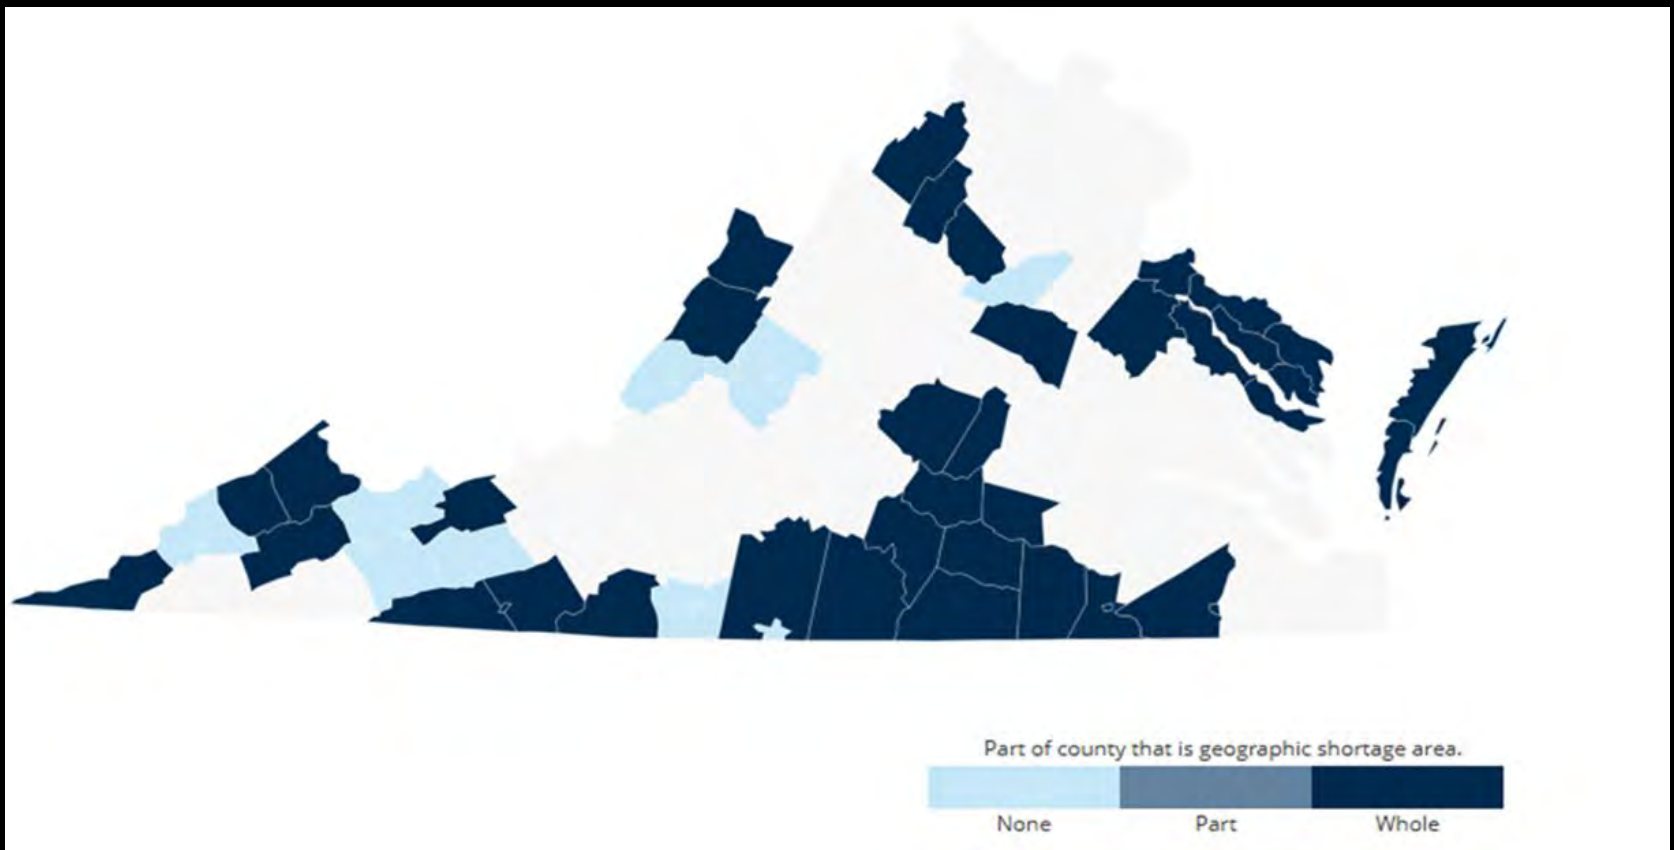 Part of county that is geographic shortage area.
None
Part
Whole